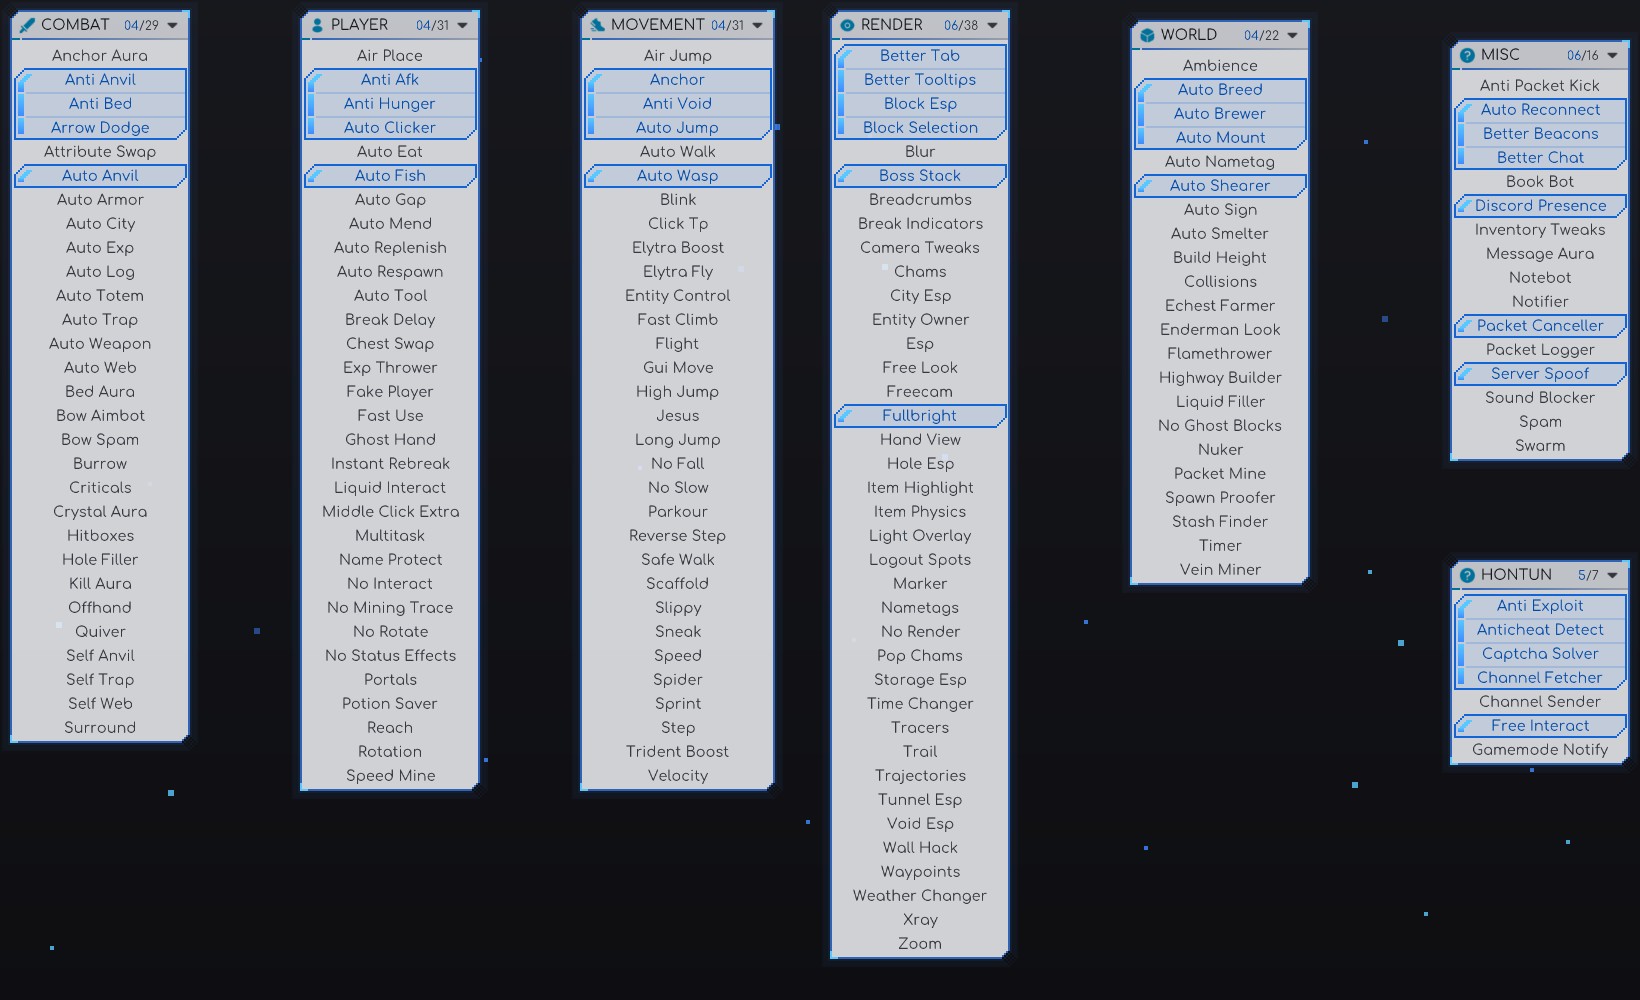 COMBAT 04/29
Anchor Aura
Anti Anvil
Anti Bed
Arrow Dodge
Attribute Swap
Auto Anvil
Auto Armor
Auto City
Auto Exp
Auto Log
Auto Totem
Auto Trap
Auto Weapon
Auto Web
Bed Aura
Bow Aimbot
Bow Spam
Burrow
Criticals
Crystal Aura
Hitboxes
Hole Filler
Kill Aura
Offhand
Quiver
Self Anvil
Self Trap
Self Web
Surround
PLAYER 04/31
Air Place
Anti Afk
Anti Hunger
Auto Clicker
Auto Eat
Auto Fish
Auto Gap
Auto Mend
Auto Replenish
Auto Respawn
Auto Tool
Break Delay
Chest Swap
Exp Thrower
Fake Player
Fast Use
Ghost Hand
Instant Rebreak
Liquid Interact
Middle Click Extra
Multitask
Name Protect
No Interact
No Mining Trace
No Rotate
No Status Effects
Portals
Potion Saver
Reach
Rotation
Speed Mine
MOVEMENT 04/31
Air Jump
Anchor
Anti Void
Auto Jump
Auto Walk
Auto Wasp
Blink
Click Tp
Elytra Boost
Elytra Fly
Entity Control
Fast Climb
Flight
Gui Move
High Jump
Jesus
Long Jump
No Fall
No Slow
Parkour
Reverse Step
Safe Walk
Scaffold
Slippy
Sneak
Speed
Spider
Sprint
Step
Trident Boost
Velocity
RENDER 06/38
Better Tab
Better Tooltips
Block Esp
Block Selection
Blur
Boss Stack
Breadcrumbs
Break Indicators
Camera Tweaks
Chams
City Esp
Entity Owner
Esp
Free Look
Freecam
Fullbright
Hand View
Hole Esp
Item Highlight
Item Physics
Light Overlay
Logout Spots
Marker
Nametags
No Render
Pop Chams
Storage Esp
Time Changer
Tracers
Trail
Trajectories
Tunnel Esp
Void Esp
Wall Hack
Waypoints
Weather Changer
Xray
Zoom
WORLD 04/22
Ambience
Auto Breed
Auto Brewer
Auto Mount
Auto Nametag
Auto Shearer
Auto Sign
Auto Smelter
Build Height
Collisions
Echest Farmer
Enderman Look
Flamethrower
Highway Builder
Liquid Filler
No Ghost Blocks
Nuker
Packet Mine
Spawn Proofer
Stash Finder
Timer
Vein Miner
MISC 06/16
Anti Packet Kick
Auto Reconnect
Better Beacons
Better Chat
Book Bot
Discord Presence
Inventory Tweaks
Message Aura
Notebot
Notifier
Packet Canceller
Packet Logger
Server Spoof
Sound Blocker
Spam
Swarm
HONTUN 5/7
Anti Exploit
Anticheat Detect
Captcha Solver
Channel Fetcher
Channel Sender
Free Interact
Gamemode Notify